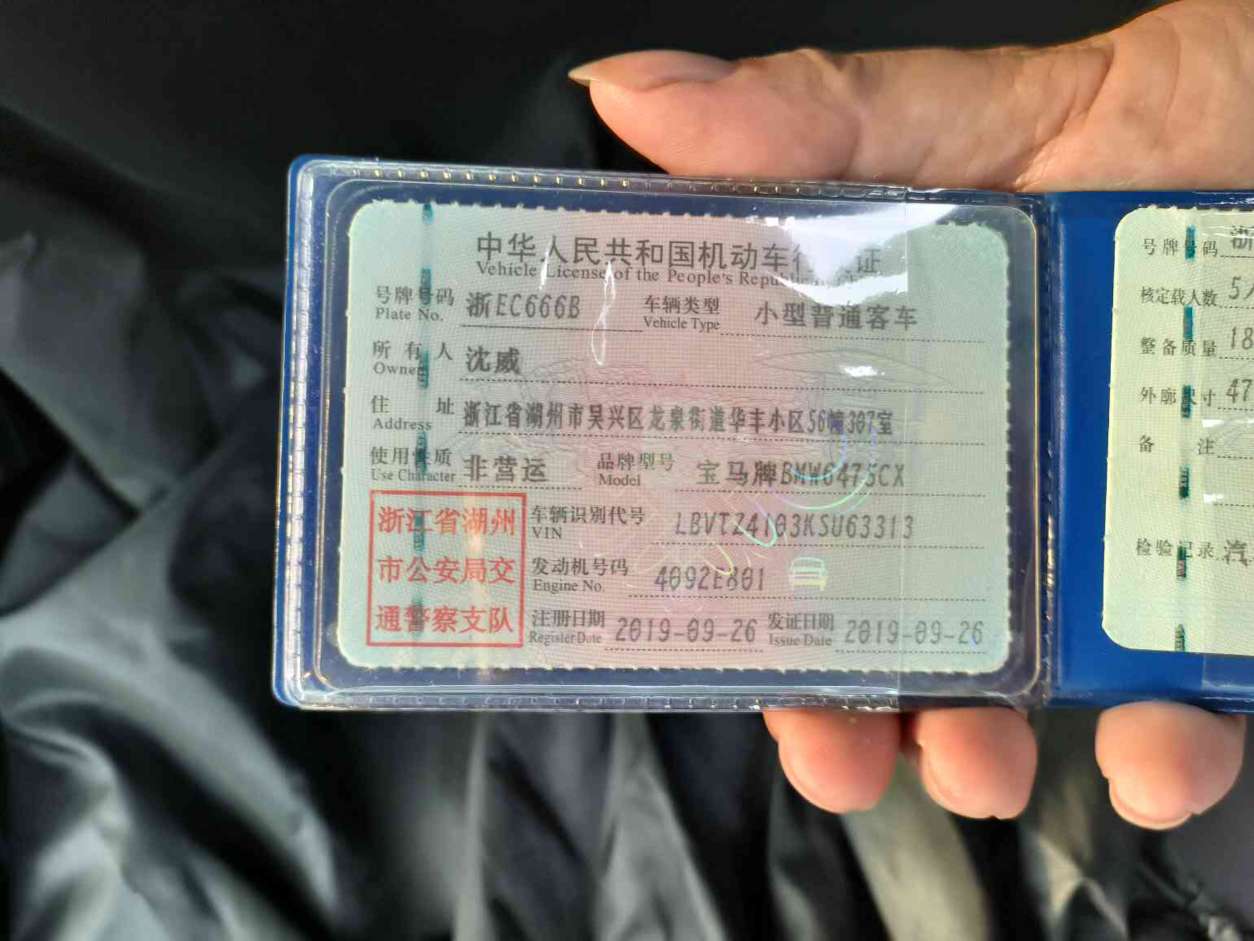 中华人民共和国机动车行 证
Vehicle License of the People's Repu
号牌号码 浙EC666B 车辆类型 小型普通客车
Plate No. Vehicle Type
所有人 沈威
Owner
住址 浙江省湖州市吴兴区龙泉街道华丰小区56幢307室
Address
使用性质 非营运 品牌型号 宝马牌BMW6475CX
Use Character Model
浙江省湖州
市公安局交
通警察支队
车辆识别代号 LBVTZ4103KSU63313
VIN
发动机号码 4092E801
Engine No.
注册日期 2019-09-26 发证日期 2019-09-26
Register Date Issue Date
号牌号码 浙
核定载人数 5
整备质量 18
外廓尺寸 47
备注
检验记录 汽